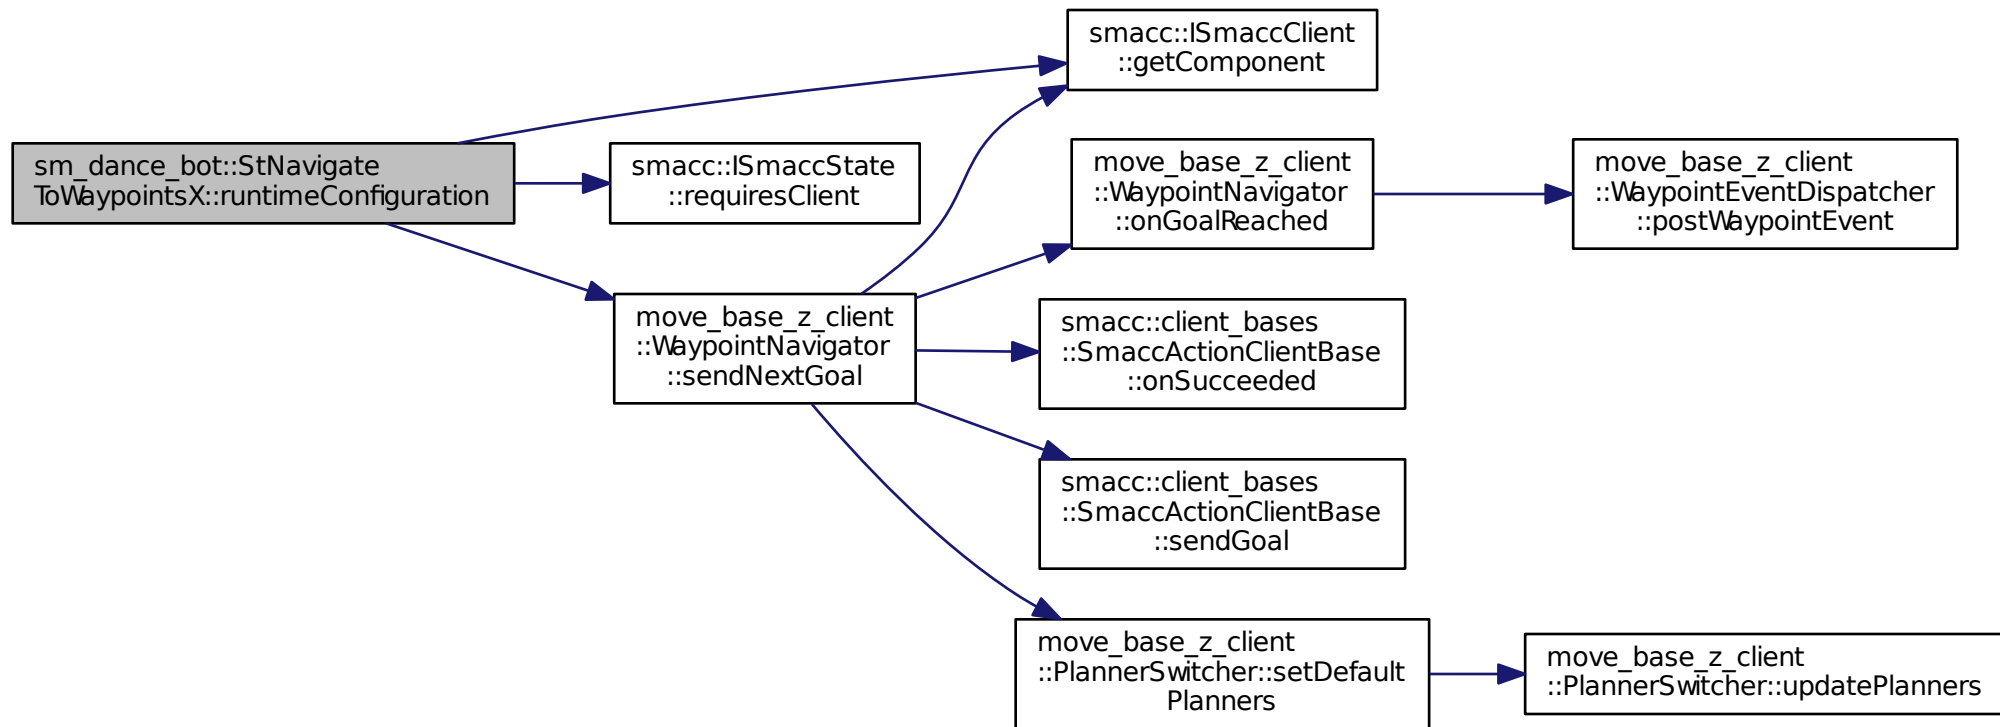 smacc::ISmaccClient
::getComponent
sm_dance_bot::StNavigate
ToWaypointsX::runtimeConfiguration
smacc::ISmaccState
::requiresClient
move_base_z_client
::WaypointNavigator
::onGoalReached
move_base_z_client
::WaypointEventDispatcher
::postWaypointEvent
move_base_z_client
::WaypointNavigator
::sendNextGoal
smacc::client_bases
::SmaccActionClientBase
::onSucceeded
smacc::client_bases
::SmaccActionClientBase
::sendGoal
move_base_z_client
::PlannerSwitcher::setDefault
Planners
move_base_z_client
::PlannerSwitcher::updatePlanners